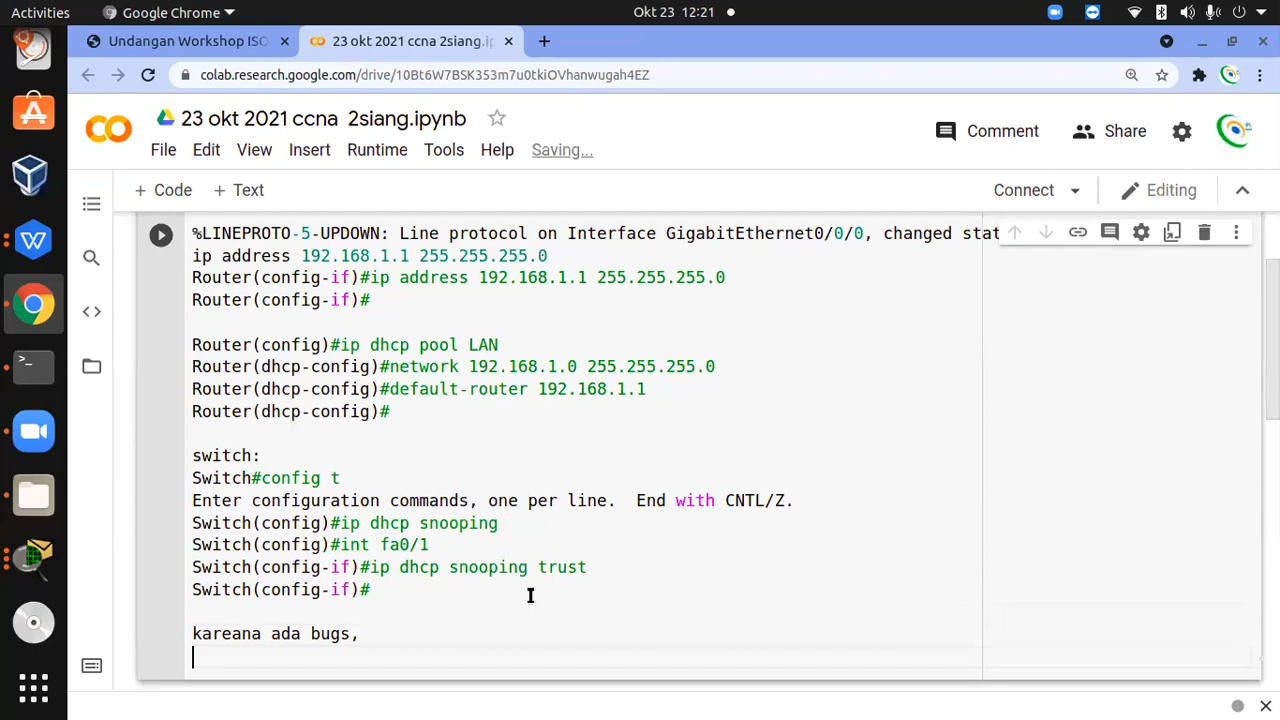 Activities Google Chrome Okt 23 12:21
Undangan Workshop ISO 23 okt 2021 ccna 2siang.ip
colab.research.google.com/drive/10Bt6W7BSK353m7u0tkiOVhanwugah4EZ
23 okt 2021 ccna 2siang.ipynb
Comment Share
File Edit View Insert Runtime Tools Help Saving...
+ Code + Text Connect Editing
%LINEPROTO-5-UPDOWN: Line protocol on Interface GigabitEthernet0/0/0, changed stat
ip address 192.168.1.1 255.255.255.0
Router(config-if)#ip address 192.168.1.1 255.255.255.0
Router(config-if)#
Router(config)#ip dhcp pool LAN
Router(dhcp-config)#network 192.168.1.0 255.255.255.0
Router(dhcp-config)#default-router 192.168.1.1
Router(dhcp-config)#
switch:
Switch#config t
Enter configuration commands, one per line. End with CNTL/Z.
Switch(config)#ip dhcp snooping
Switch(config)#int fa0/1
Switch(config-if)#ip dhcp snooping trust
Switch(config-if)#
kareana ada bugs,